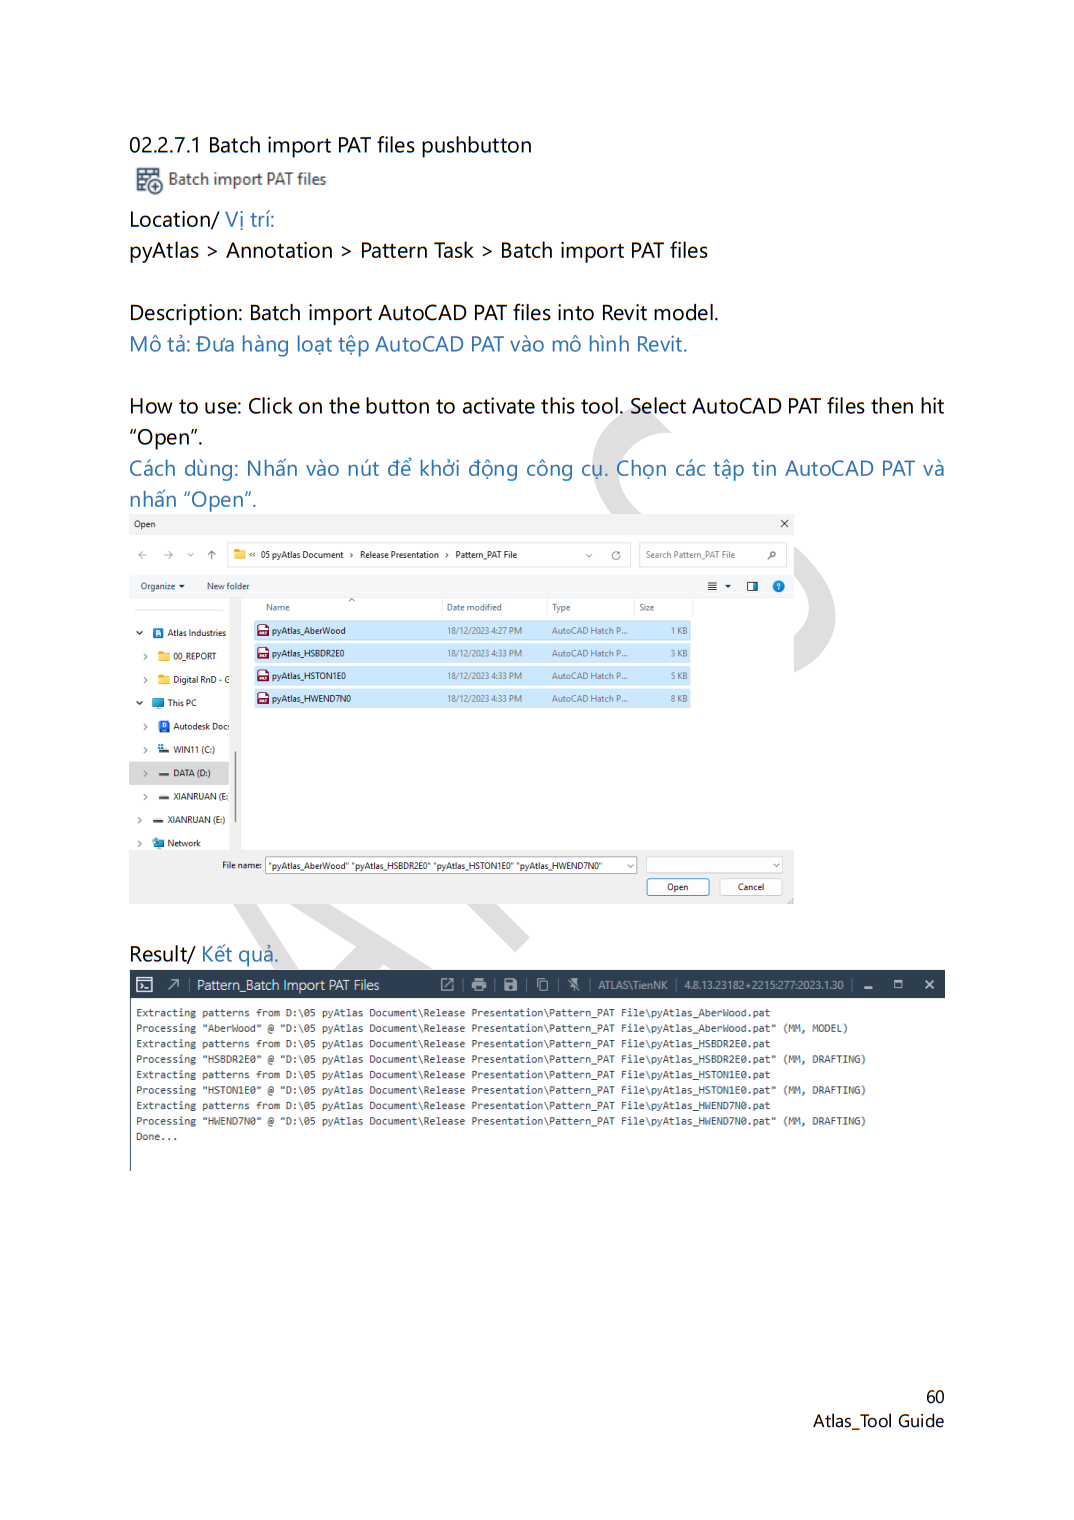 02.2.7.1 Batch import PAT files pushbutton
Batch import PAT files
Location/ Vị trí:
pyAtlas > Annotation > Pattern Task > Batch import PAT files
Description: Batch import AutoCAD PAT files into Revit model.
Mô tả: Đưa hàng loạt tệp AutoCAD PAT vào mô hình Revit.
How to use: Click on the button to activate this tool. Select AutoCAD PAT files then hit
“Open”.
Cách dùng: Nhấn vào nút để khởi động công cụ. Chọn các tập tin AutoCAD PAT và
nhấn “Open”.
Open
« 05 pyAtlas Document > Release Presentation > Pattern_PAT File
Search Pattern_PAT File
Organize New folder
Name Date modified Type Size
Atlas Industries
00_REPORT
Digital RnD - G
This PC
Autodesk Docs
WIN11 (C:)
DATA (D:)
XIANRUAN (E:
XIANRUAN (E:)
Network
pyAtlas_AberWood 18/12/2023 4:27 PM AutoCAD Hatch P... 1 KB
pyAtlas_HSBDR2E0 18/12/2023 4:33 PM AutoCAD Hatch P... 3 KB
pyAtlas_HSTON1E0 18/12/2023 4:33 PM AutoCAD Hatch P... 5 KB
pyAtlas_HWEND7N0 18/12/2023 4:33 PM AutoCAD Hatch P... 8 KB
File name: "pyAtlas_AberWood" "pyAtlas_HSBDR2E0" "pyAtlas_HSTON1E0" "pyAtlas_HWEND7N0"
Open Cancel
Result/ Kết quả.
Pattern_Batch Import PAT Files ATLAS\TienNK 4.8.13.23182+2215:277:2023.1.30
Extracting patterns from D:\05 pyAtlas Document\Release Presentation\Pattern_PAT File\pyAtlas_AberWood.pat
Processing "AberWood" @ "D:\05 pyAtlas Document\Release Presentation\Pattern_PAT File\pyAtlas_AberWood.pat" (MM, MODEL)
Extracting patterns from D:\05 pyAtlas Document\Release Presentation\Pattern_PAT File\pyAtlas_HSBDR2E0.pat
Processing "HSBDR2E0" @ "D:\05 pyAtlas Document\Release Presentation\Pattern_PAT File\pyAtlas_HSBDR2E0.pat" (MM, DRAFTING)
Extracting patterns from D:\05 pyAtlas Document\Release Presentation\Pattern_PAT File\pyAtlas_HSTON1E0.pat
Processing "HSTON1E0" @ "D:\05 pyAtlas Document\Release Presentation\Pattern_PAT File\pyAtlas_HSTON1E0.pat" (MM, DRAFTING)
Extracting patterns from D:\05 pyAtlas Document\Release Presentation\Pattern_PAT File\pyAtlas_HWEND7N0.pat
Processing "HWEND7N0" @ "D:\05 pyAtlas Document\Release Presentation\Pattern_PAT File\pyAtlas_HWEND7N0.pat" (MM, DRAFTING)
Done...
60
Atlas_Tool Guide